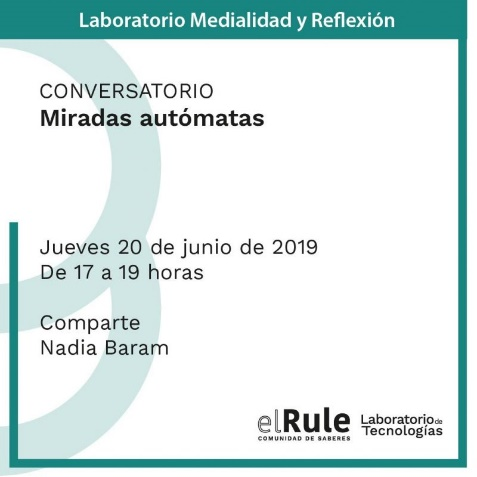 Laboratorio Medialidad y Reflexión
CONVERSATORIO
Miradas autómatas
Jueves 20 de junio de 2019
De 17 a 19 horas
Comparte
Nadia Baram
elRule
COMUNIDAD DE SABERES
Laboratorio de
Tecnologías